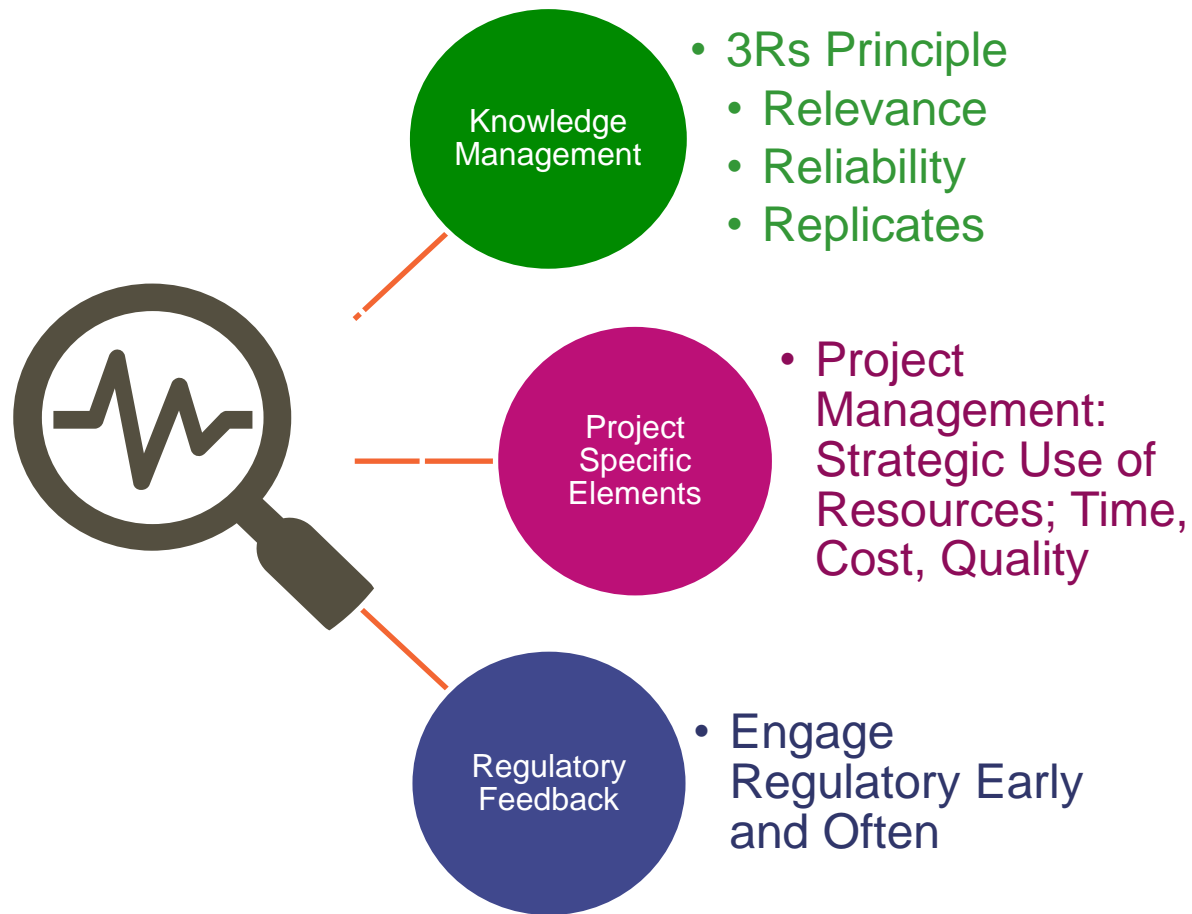 Knowledge
Management
• 3Rs Principle
• Relevance
• Reliability
• Replicates
Project
Specific
Elements
• Project
Management:
Strategic Use of
Resources; Time,
Cost, Quality
Regulatory
Feedback
• Engage
Regulatory Early
and Often